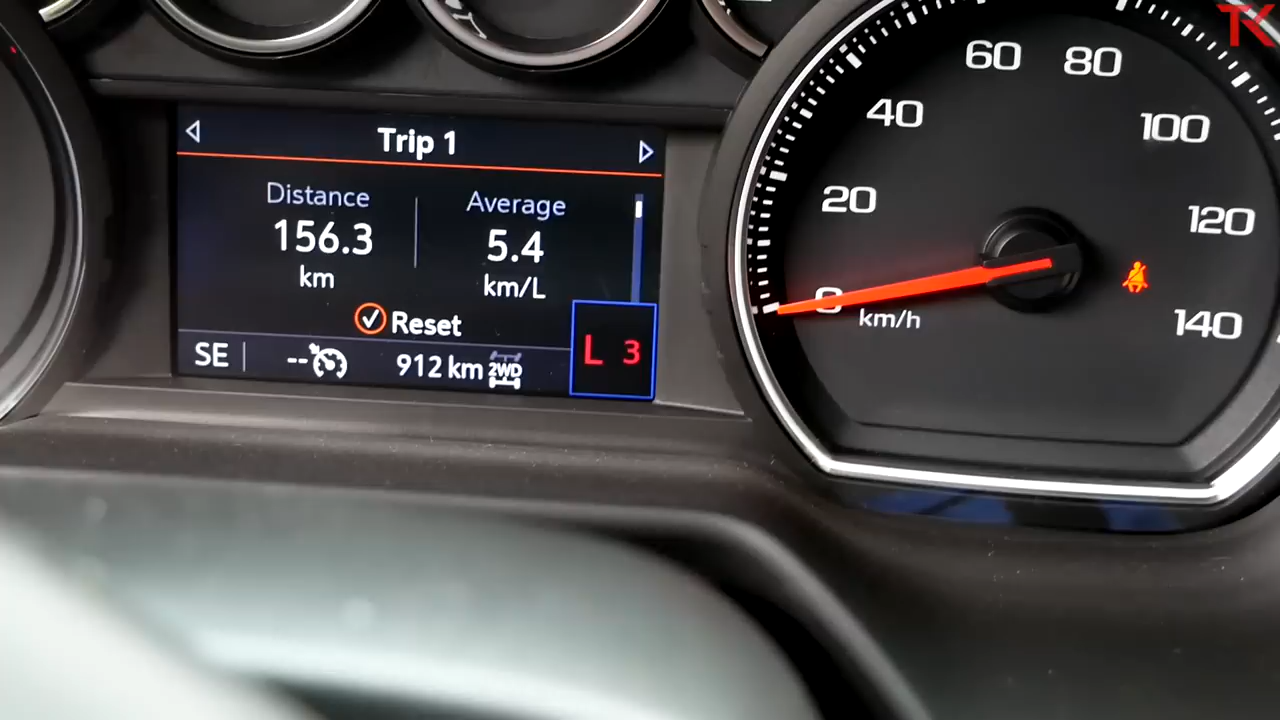 Trip 1
Distance
156.3
km
Average
5.4
km/L
Reset
SE
--
912 km
2WD
L 3
0
20
40
60
80
100
120
140
km/h
TK